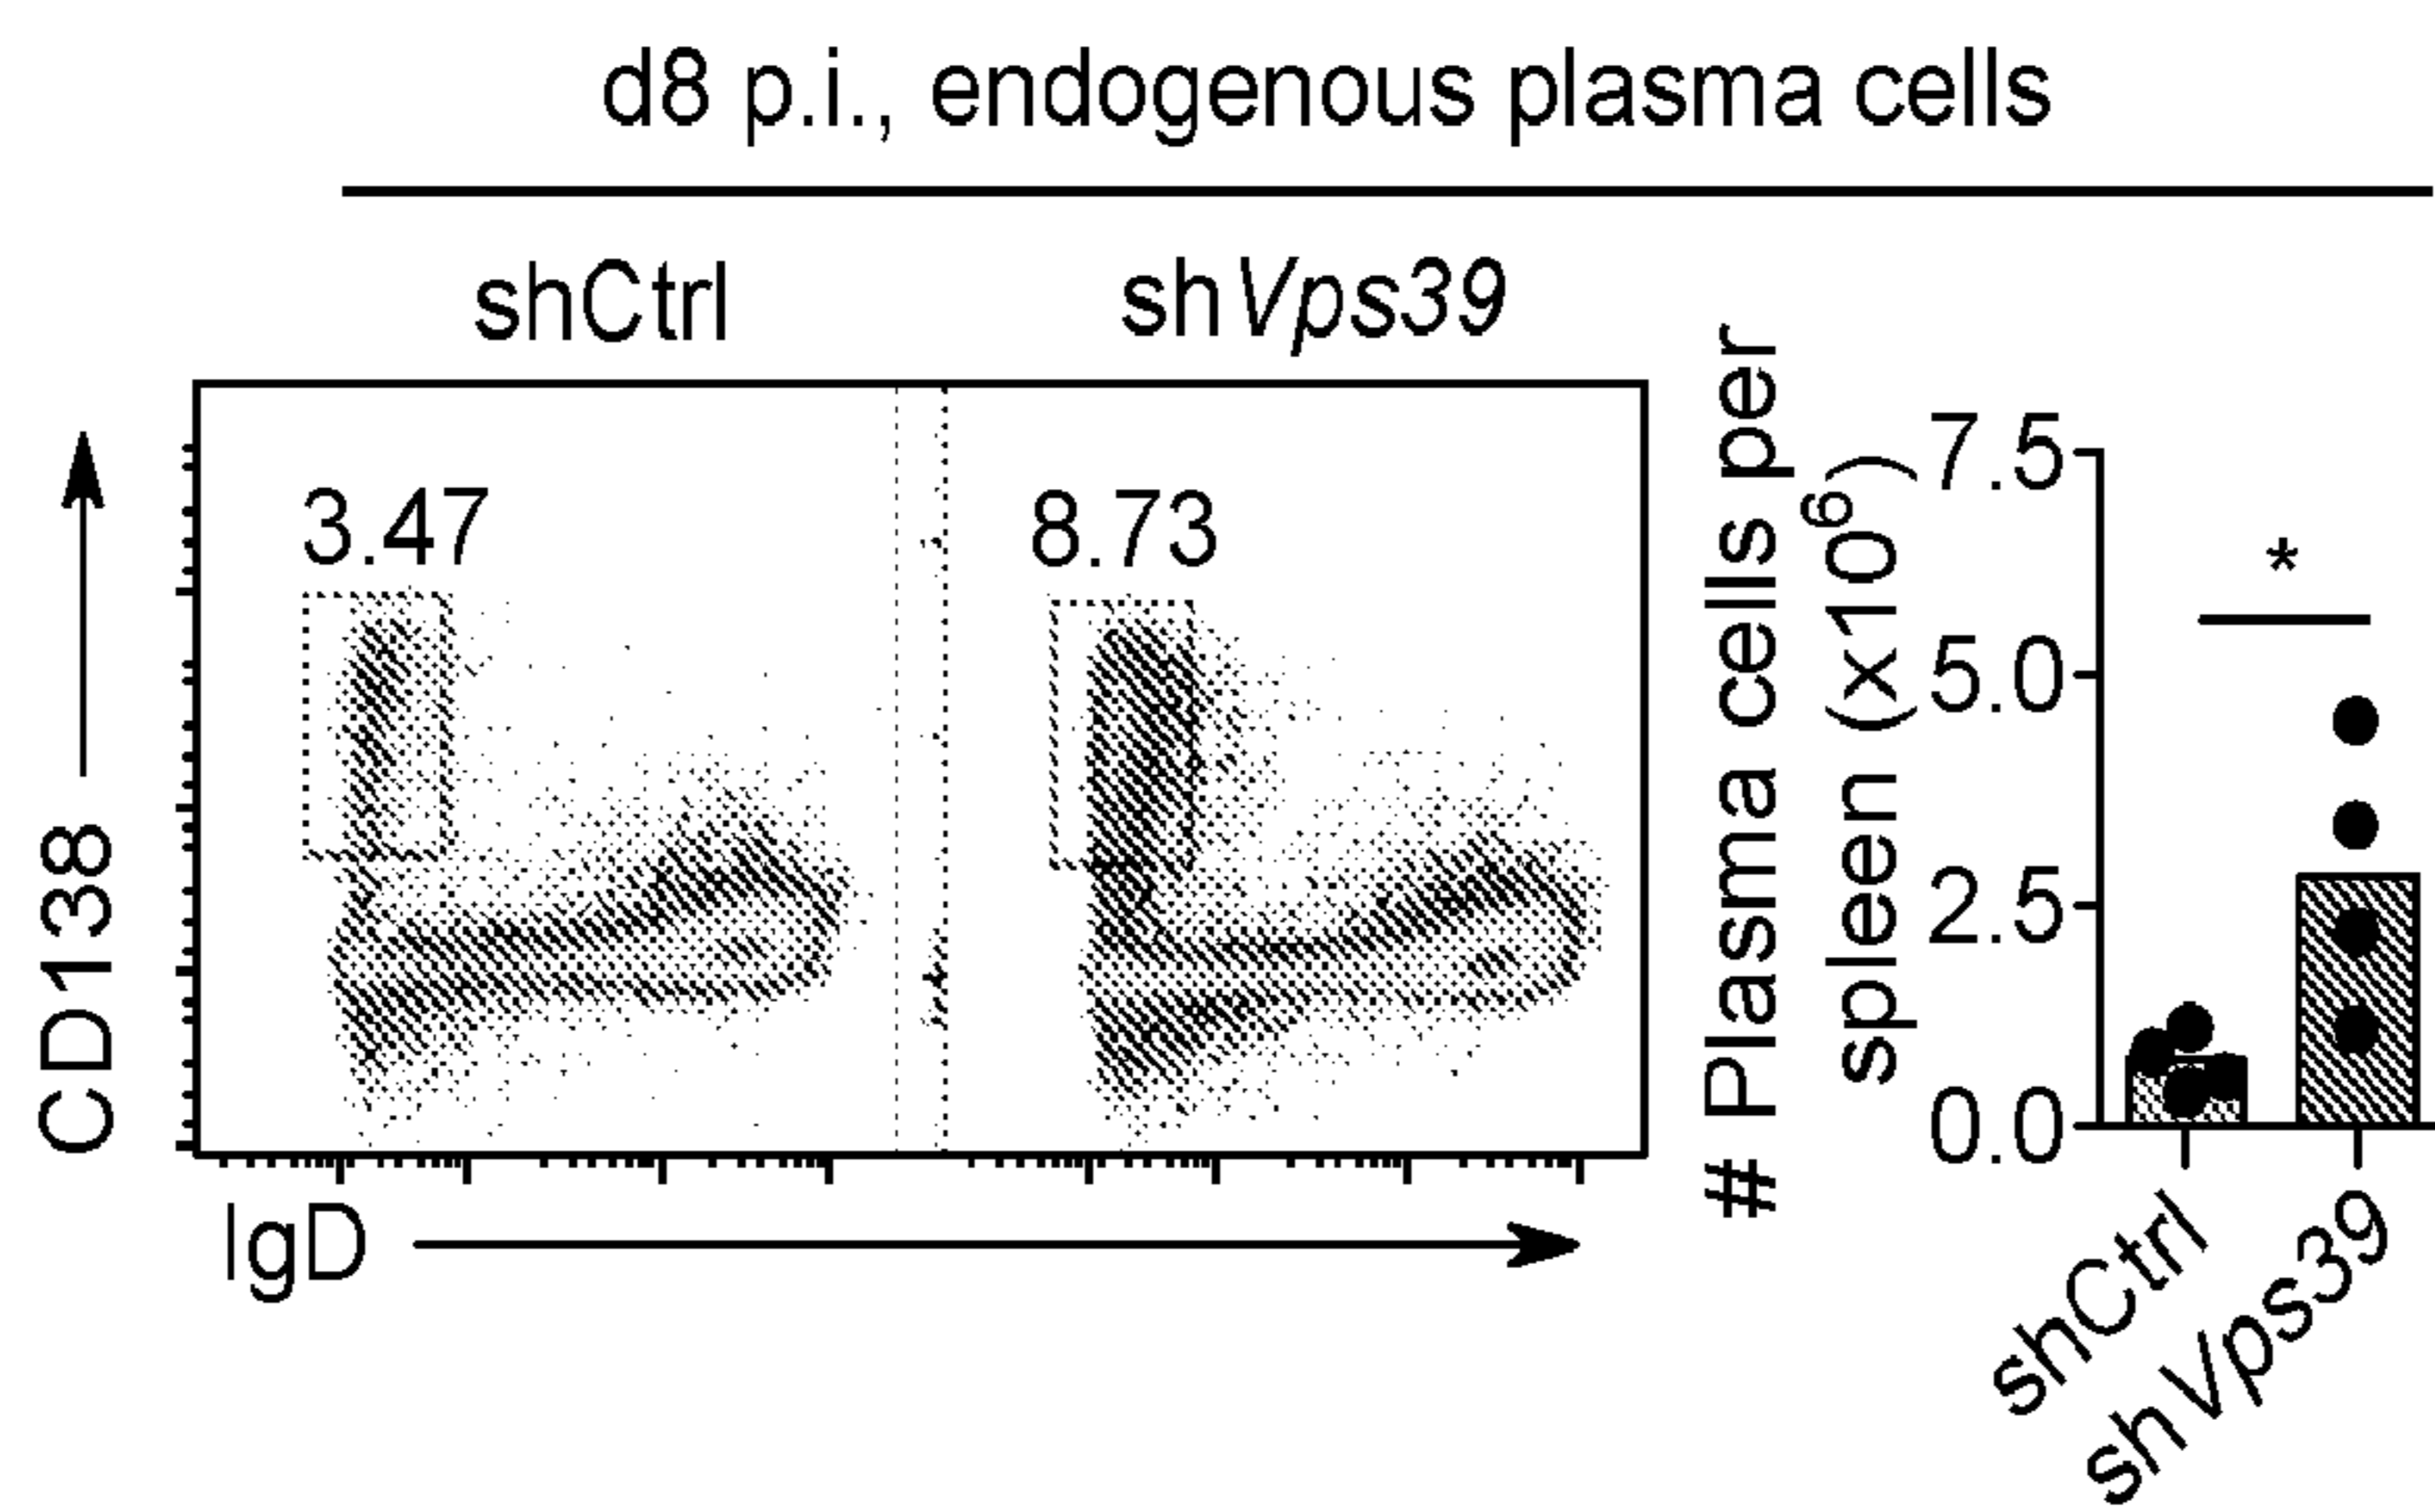 d8 p.i., endogenous plasma cells
shCtrl
shVps39
3.47
8.73
CD138
IgD
# Plasma cells per
spleen (x10⁶)
7.5
5.0
2.5
0.0
*
shCtrl
shVps39